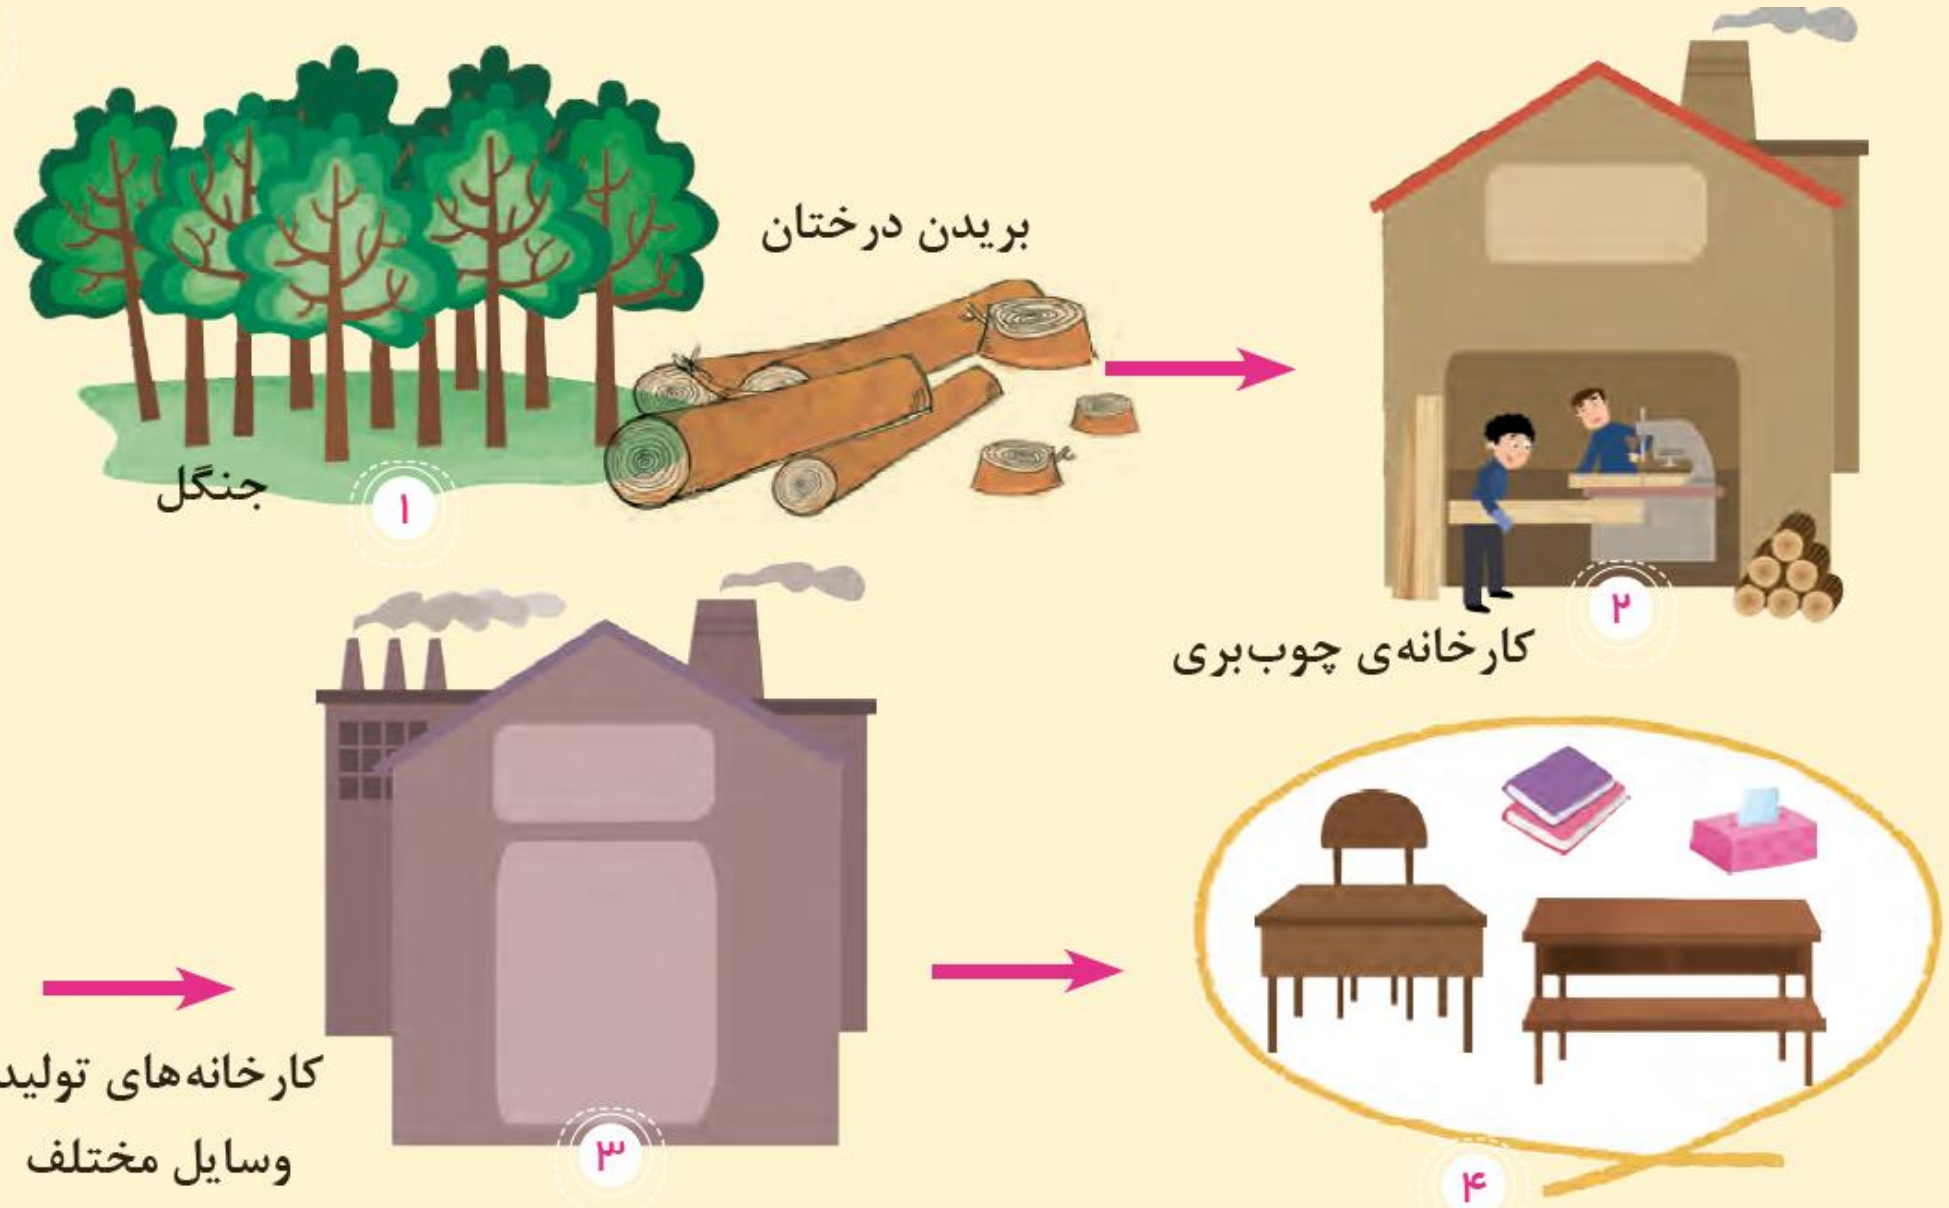 بریدن درختان
جنگل
۱
۲
کارخانه‌ی چوب‌بری
کارخانه‌های تولید
وسایل مختلف
۳
۴